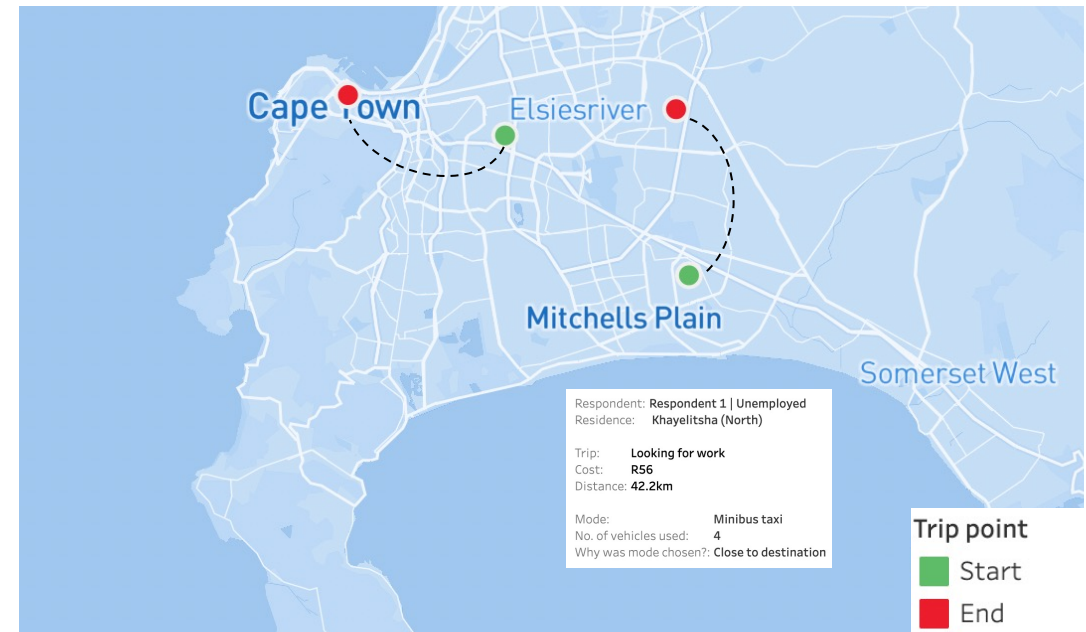 Cape Town
Elsiesriver
Mitchells Plain
Somerset West
Respondent: Respondent 1 | Unemployed
Residence: Khayelitsha (North)
Trip: Looking for work
Cost: R56
Distance: 42.2km
Mode: Minibus taxi
No. of vehicles used: 4
Why was mode chosen?: Close to destination
Trip point
Start
End